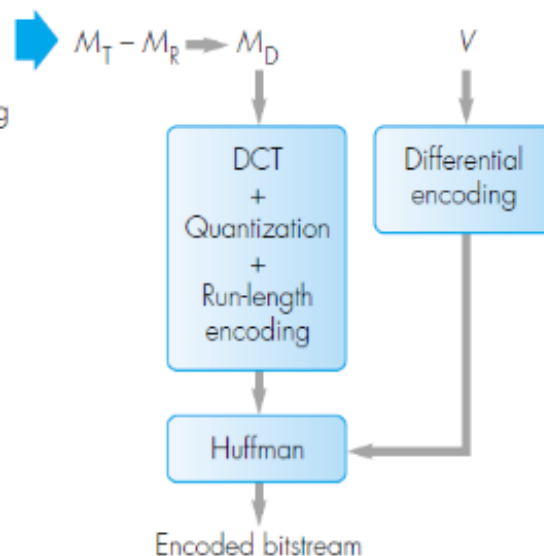 M_T – M_R → M_D
V
g
DCT
+
Quantization
+
Run-length
encoding
Differential
encoding
Huffman
Encoded bitstream